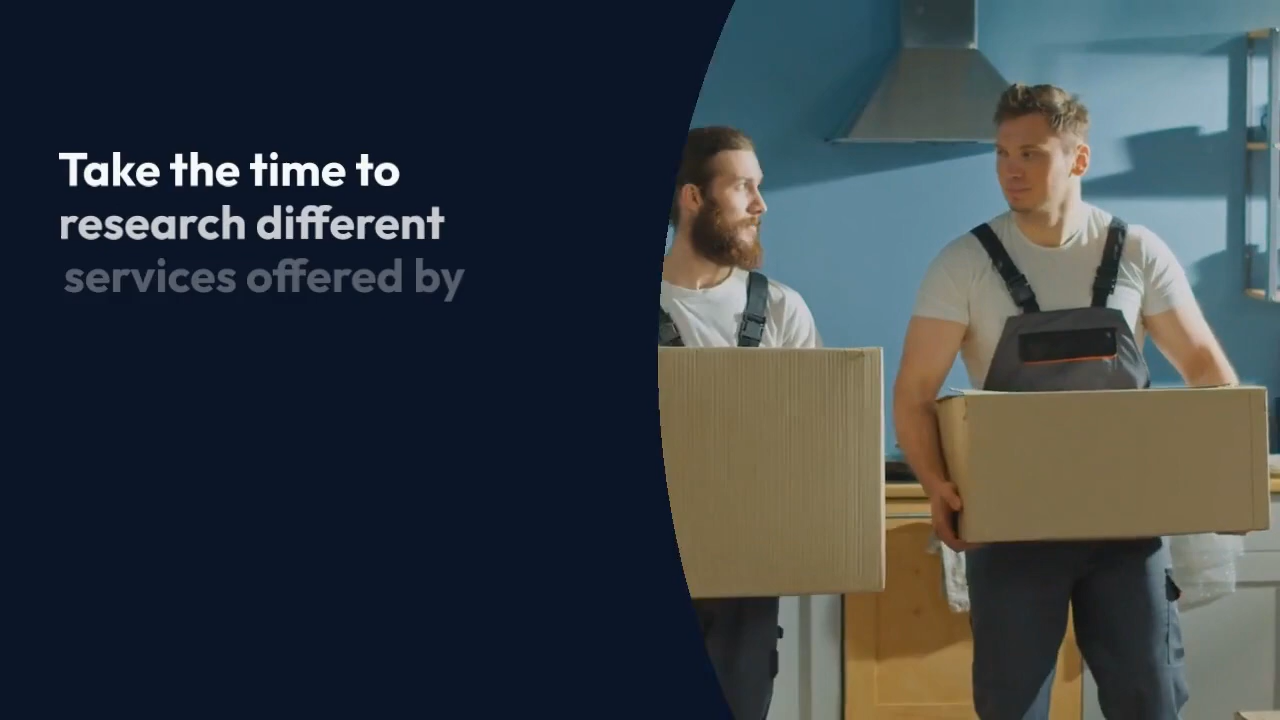 Take the time to
research different
services offered by